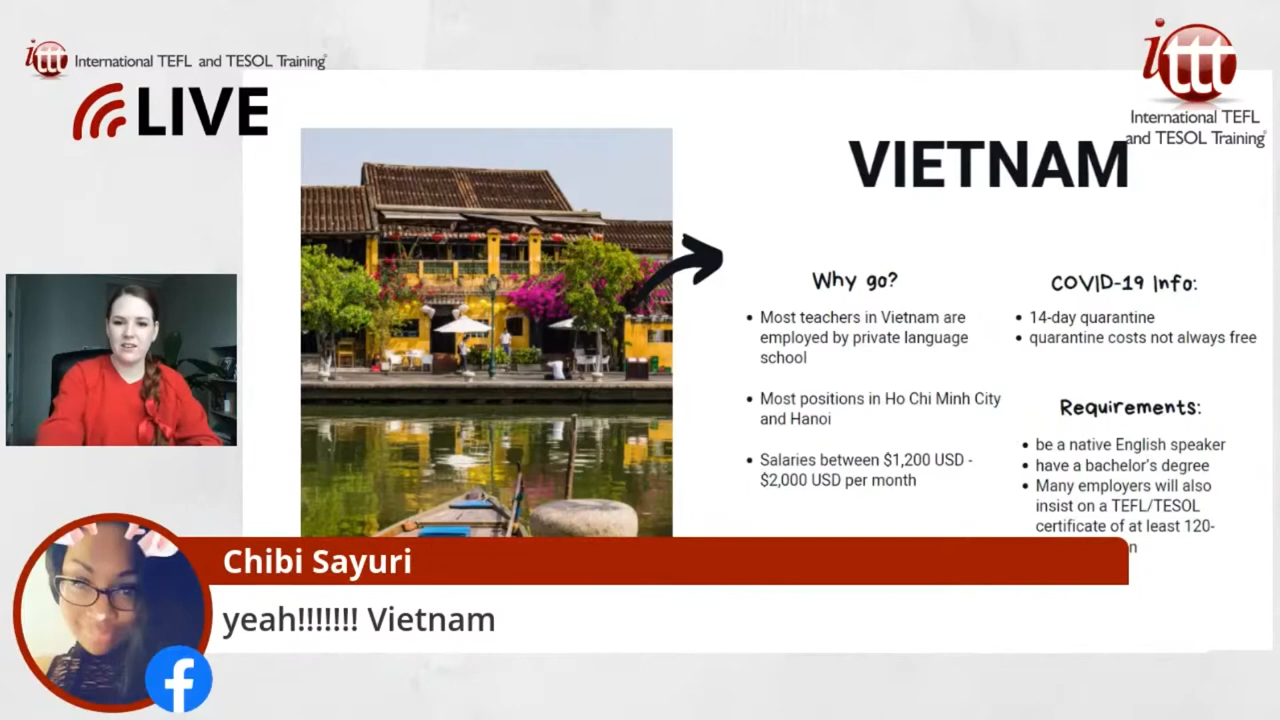 ittt International TEFL and TESOL Training
LIVE
ittt
International TEFL
and TESOL Training
VIETNAM
Why go?
• Most teachers in Vietnam are
employed by private language
school
• Most positions in Ho Chi Minh City
and Hanoi
• Salaries between $1,200 USD -
$2,000 USD per month
COVID-19 Info:
• 14-day quarantine
• quarantine costs not always free
Requirements:
• be a native English speaker
• have a bachelor's degree
• Many employers will also
insist on a TEFL/TESOL
certificate of at least 120-
Chibi Sayuri
yeah!!!!!!! Vietnam